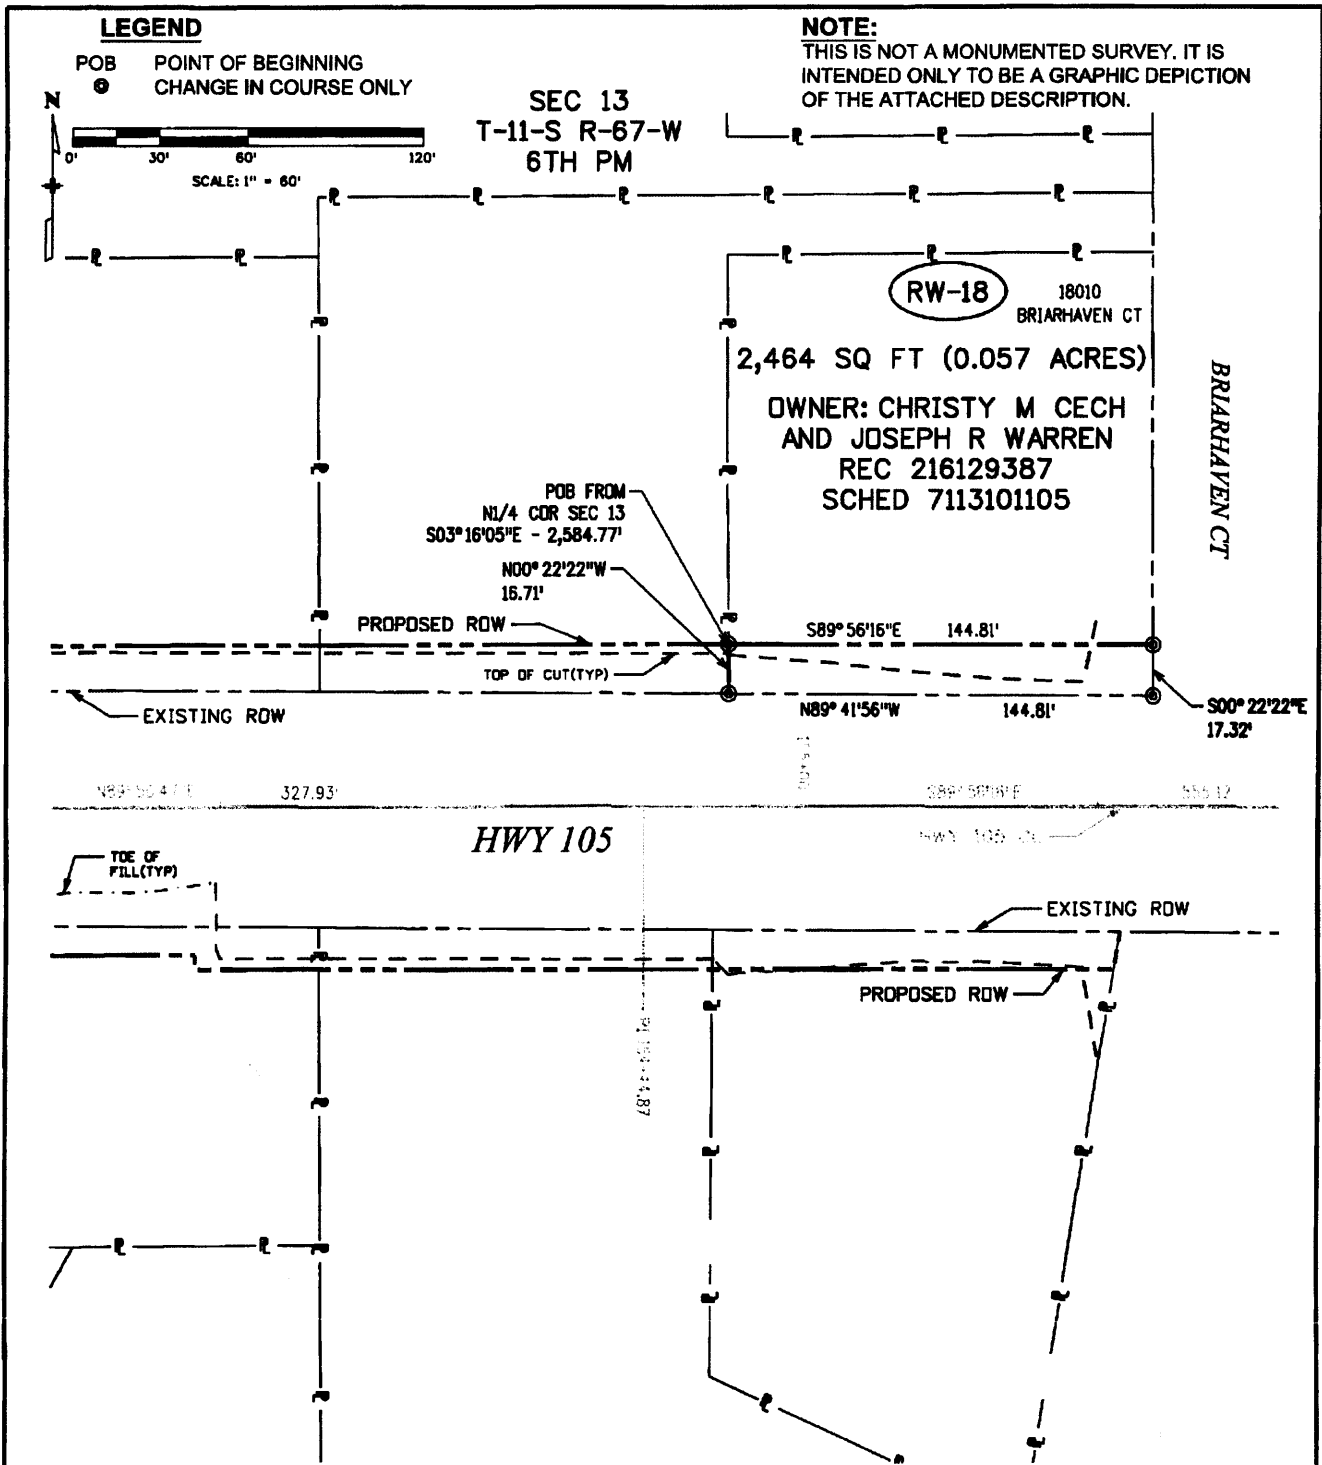 LEGEND
POB POINT OF BEGINNING
CHANGE IN COURSE ONLY
N
0' 30' 60' 120'
SCALE: 1" = 60'
SEC 13
T-11-S R-67-W
6TH PM
NOTE:
THIS IS NOT A MONUMENTED SURVEY. IT IS
INTENDED ONLY TO BE A GRAPHIC DEPICTION
OF THE ATTACHED DESCRIPTION.
RW-18
18010
BRIARHAVEN CT
2,464 SQ FT (0.057 ACRES)
OWNER: CHRISTY M CECH
AND JOSEPH R WARREN
REC 216129387
SCHED 7113101105
BRIARHAVEN CT
POB FROM
N1/4 COR SEC 13
S03°16'05"E - 2,584.77'
N00°22'22"W
16.71'
PROPOSED ROW
S89°56'16"E 144.81'
TOP OF CUT(TYP)
EXISTING ROW
N89°41'56"W 144.81'
S00°22'22"E
17.32'
327.93'
555.12
HWY 105
HWY 105
TOE OF
FILL(TYP)
EXISTING ROW
PROPOSED ROW